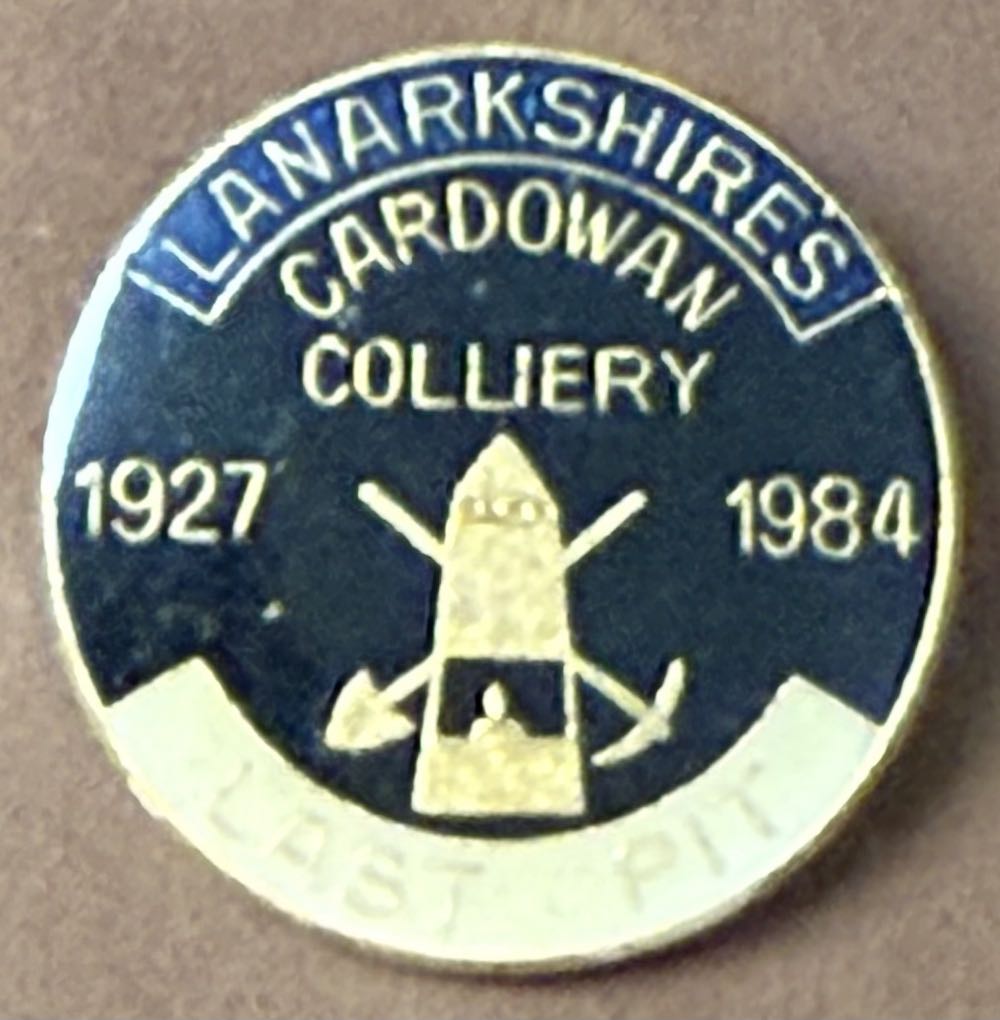 LANARKSHIRES
CARDOWAN
COLLIERY
1927
1984
LAST PIT